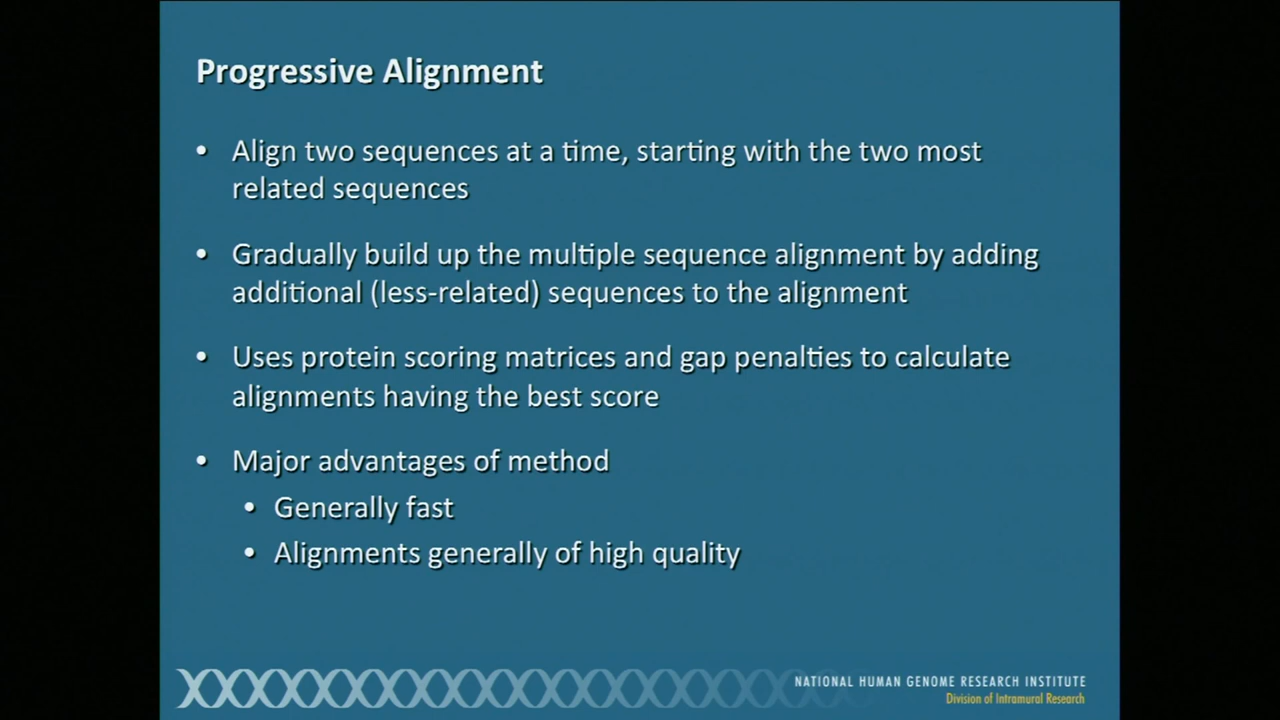 Progressive Alignment
• Align two sequences at a time, starting with the two most
related sequences
• Gradually build up the multiple sequence alignment by adding
additional (less-related) sequences to the alignment
• Uses protein scoring matrices and gap penalties to calculate
alignments having the best score
• Major advantages of method
• Generally fast
• Alignments generally of high quality
NATIONAL HUMAN GENOME RESEARCH INSTITUTE
Division of Intramural Research